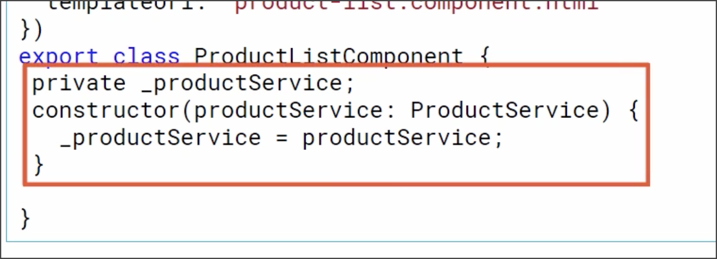 templateUrl: 'product-list.component.html'
})
export class ProductListComponent {
private _productService;
constructor(productService: ProductService) {
_productService = productService;
}
}